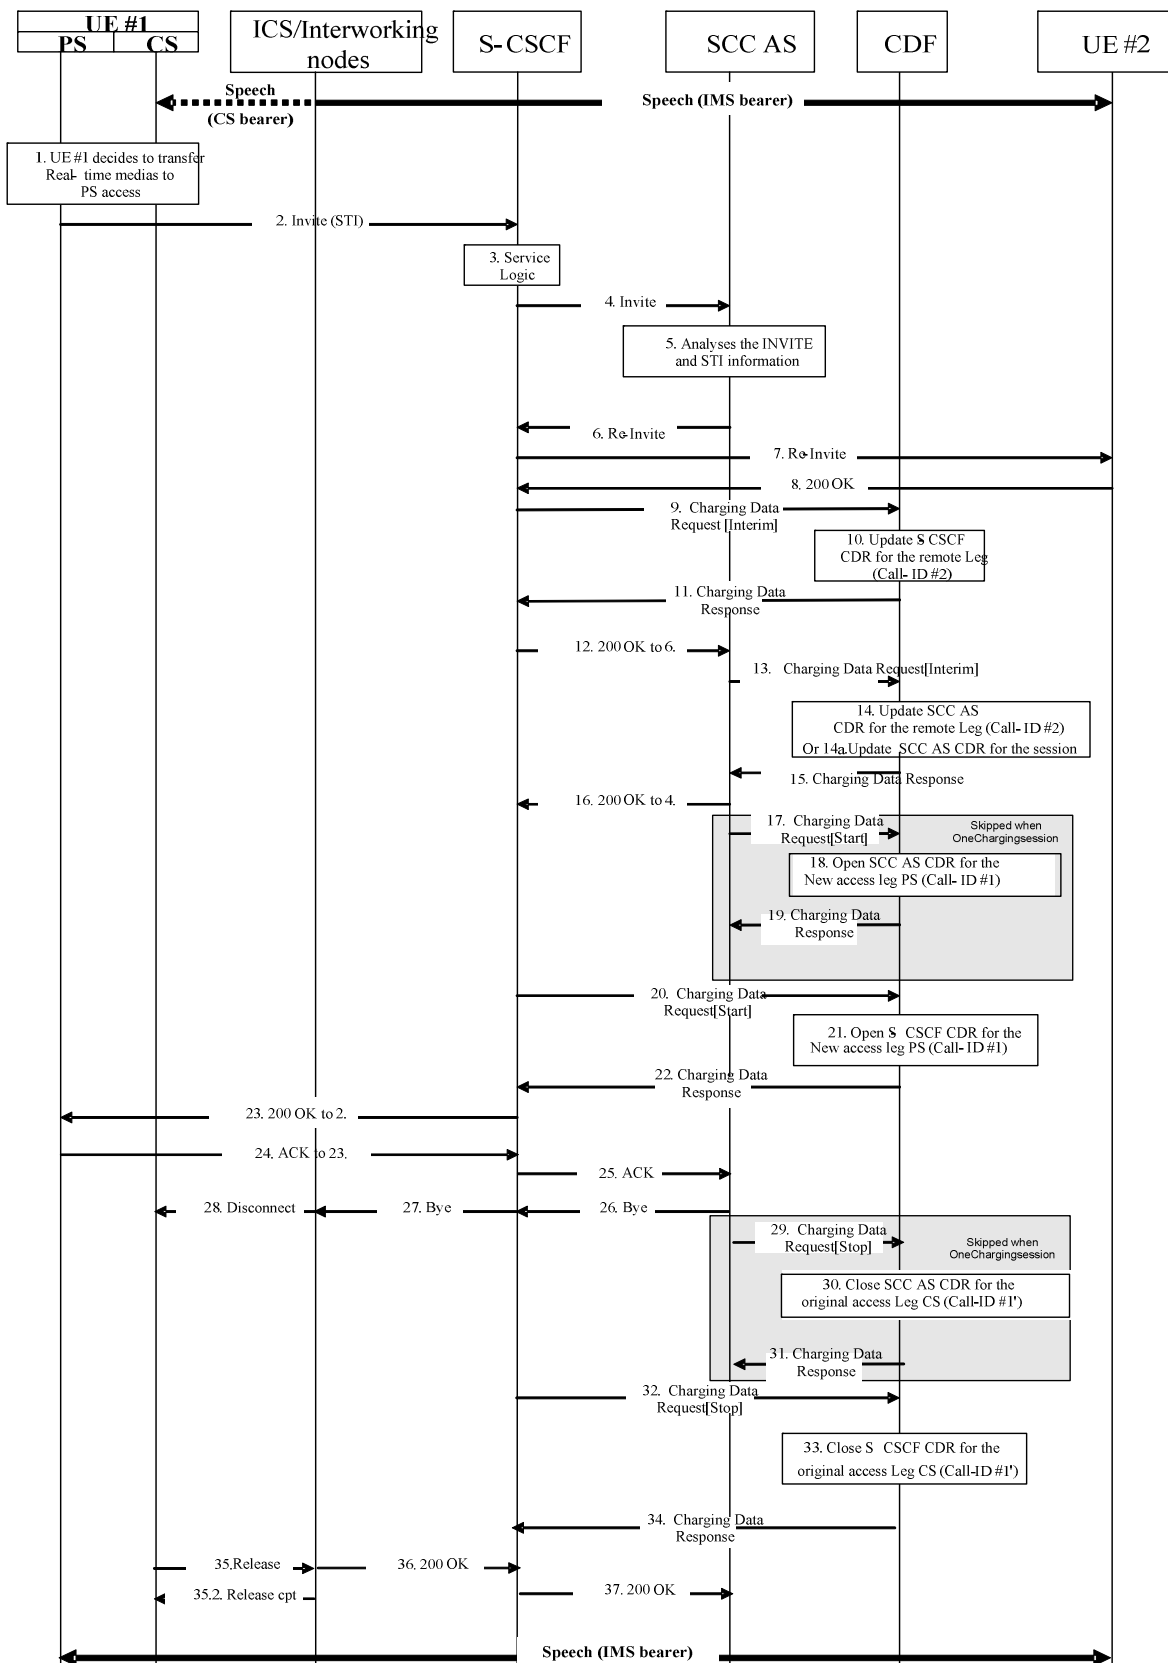 UE #1
PS CS
ICS/Interworking
nodes
S-CSCF
SCC AS
CDF
UE #2
Speech
(CS bearer)
Speech (IMS bearer)
1. UE #1 decides to transfer
Real- time medias to
PS access
2. Invite (STI)
3. Service
Logic
4. Invite
5. Analyses the INVITE
and STI information
6. Re-Invite
7. Re-Invite
8. 200 OK
9. Charging Data
Request [Interim]
10. Update S CSCF
CDR for the remote Leg
(Call- ID #2)
11. Charging Data
Response
12. 200 OK to 6.
13. Charging Data Request[Interim]
14. Update SCC AS
CDR for the remote Leg (Call- ID #2)
Or 14a.Update SCC AS CDR for the session
15. Charging Data Response
16. 200 OK to 4.
17. Charging Data
Request[Start]
Skipped when
OneChargingsession
18. Open SCC AS CDR for the
New access leg PS (Call- ID #1)
19. Charging Data
Response
20. Charging Data
Request[Start]
21. Open S CSCF CDR for the
New access leg PS (Call- ID #1)
22. Charging Data
Response
23. 200 OK to 2.
24. ACK to 23.
25. ACK
28. Disconnect
27. Bye
26. Bye
29. Charging Data
Request[Stop]
Skipped when
OneChargingsession
30. Close SCC AS CDR for the
original access Leg CS (Call-ID #1')
31. Charging Data
Response
32. Charging Data
Request[Stop]
33. Close S CSCF CDR for the
original access Leg CS (Call-ID #1')
34. Charging Data
Response
35.Release
36. 200 OK
35.2. Release cpt
37. 200 OK
Speech (IMS bearer)